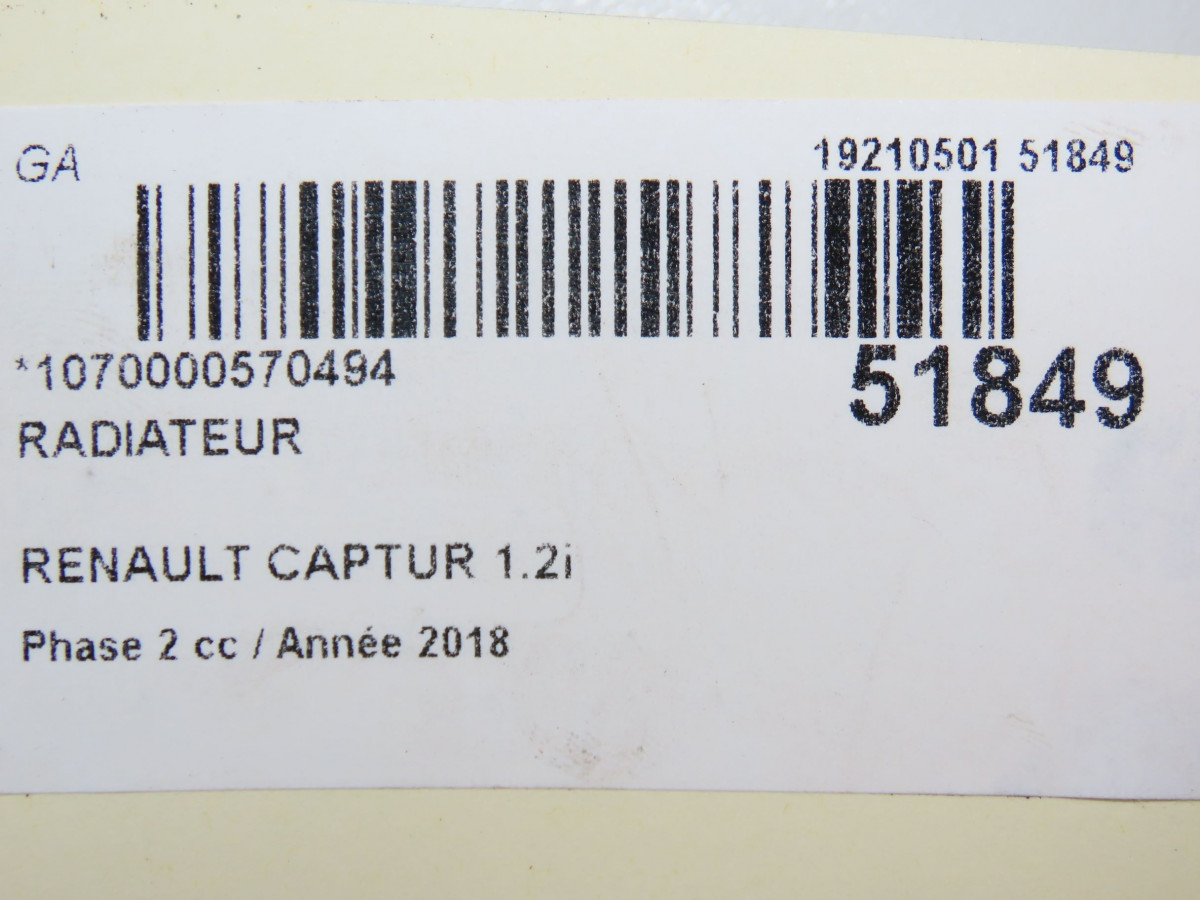 GA
19210501 51849
*1070000570494
51849
RADIATEUR
RENAULT CAPTUR 1.2i
Phase 2 cc / Année 2018